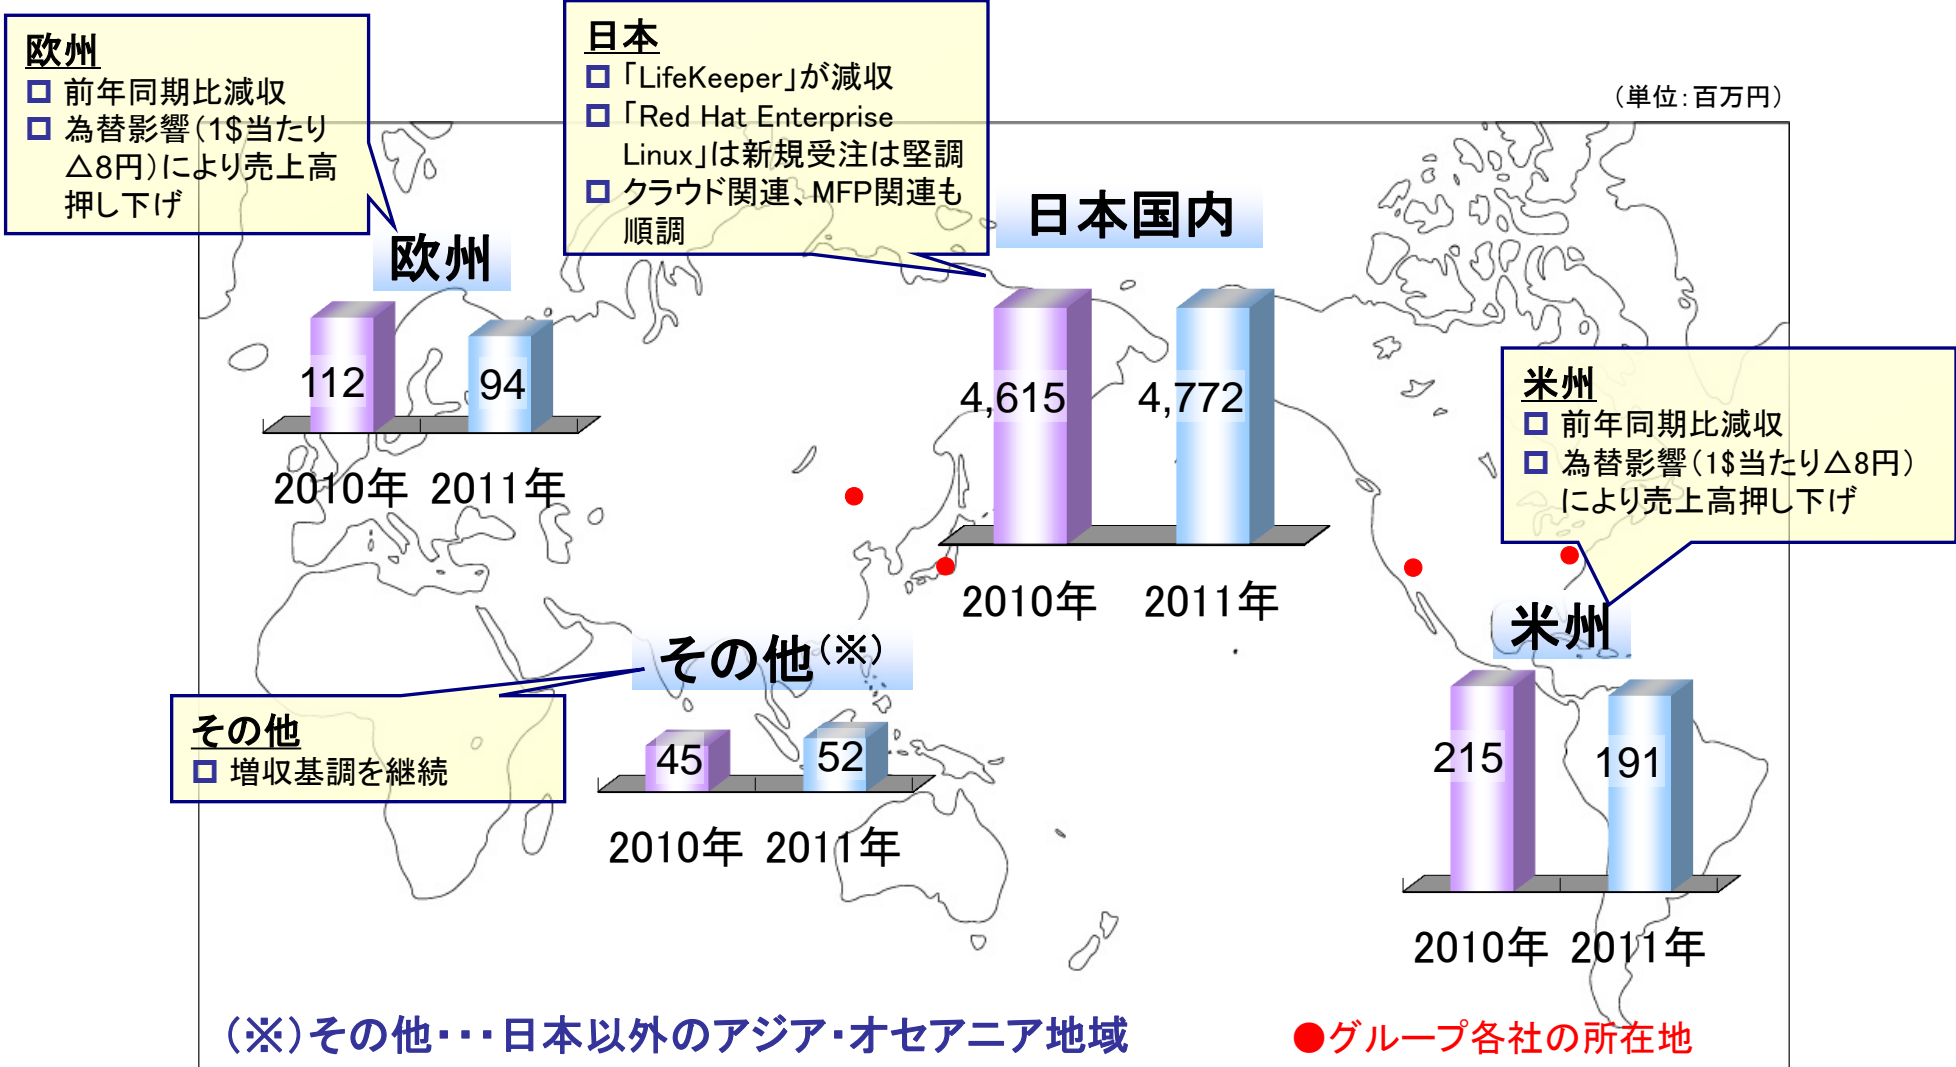 欧州
前年同期比減収
為替影響(1$当たり
△8円)により売上高
押し下げ
日本
「LifeKeeper」が減収
「Red Hat Enterprise
Linux」は新規受注は堅調
クラウド関連、MFP関連も
順調
(単位:百万円)
欧州
112
94
2010年 2011年
日本国内
4,615
4,772
2010年 2011年
米州
前年同期比減収
為替影響(1$当たり△8円)
により売上高押し下げ
米州
215
191
2010年 2011年
その他(※)
その他
増収基調を継続
45
52
2010年 2011年
(※)その他・・・日本以外のアジア・オセアニア地域
●グループ各社の所在地